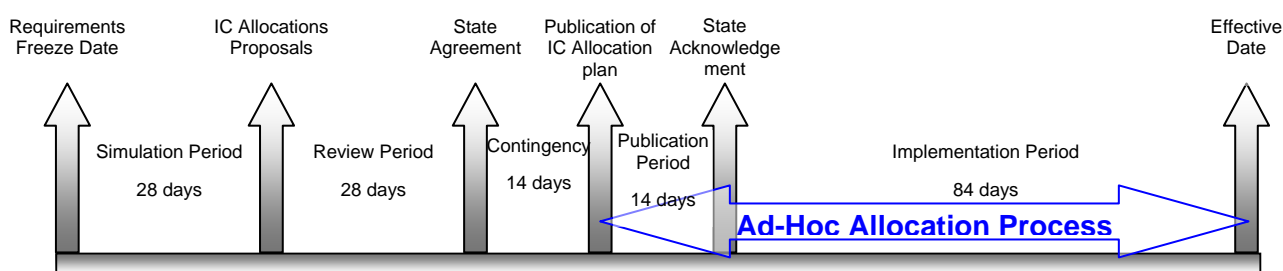 Requirements
Freeze Date
IC Allocations
Proposals
State
Agreement
Publication of
IC Allocation
plan
State
Acknowledge
ment
Effective
Date
Simulation Period
28 days
Review Period
28 days
Contingency
14 days
Publication
Period
14 days
Implementation Period
84 days
Ad-Hoc Allocation Process